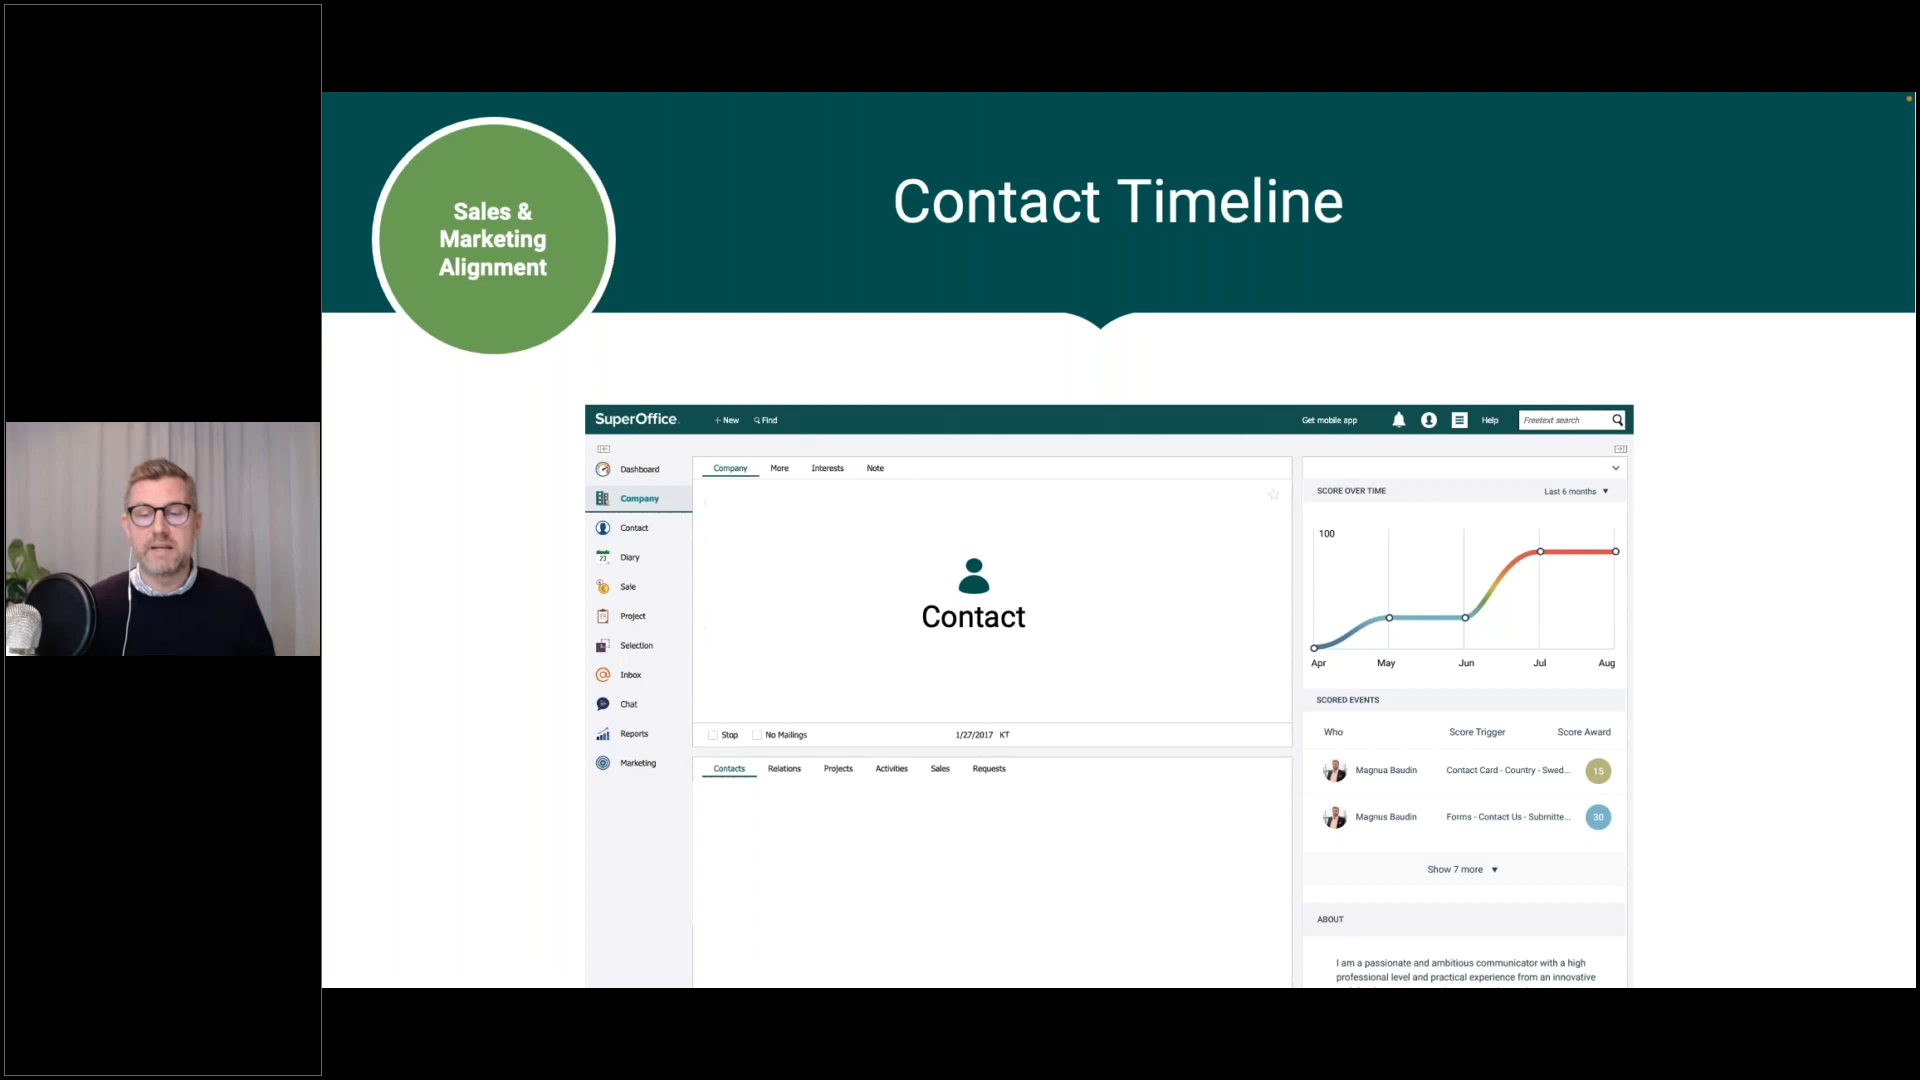 Sales &
Marketing
Alignment
Contact Timeline
SuperOffice
+ New
Find
Get mobile app
Help
Freetext search
Dashboard
Company
Contact
Diary
23
Sale
Project
Selection
Inbox
Chat
Reports
Marketing
Company More Interests Note
Contact
Stop No Mailings 1/27/2017 KT
Contacts Relations Projects Activities Sales Requests
SCORE OVER TIME Last 6 months
100
Apr May Jun Jul Aug
SCORED EVENTS
Who Score Trigger Score Award
Magnua Baudin Contact Card - Country - Swed... 15
Magnus Baudin Forms - Contact Us - Submitte... 30
Show 7 more
ABOUT
I am a passionate and ambitious communicator with a high
professional level and practical experience from an innovative